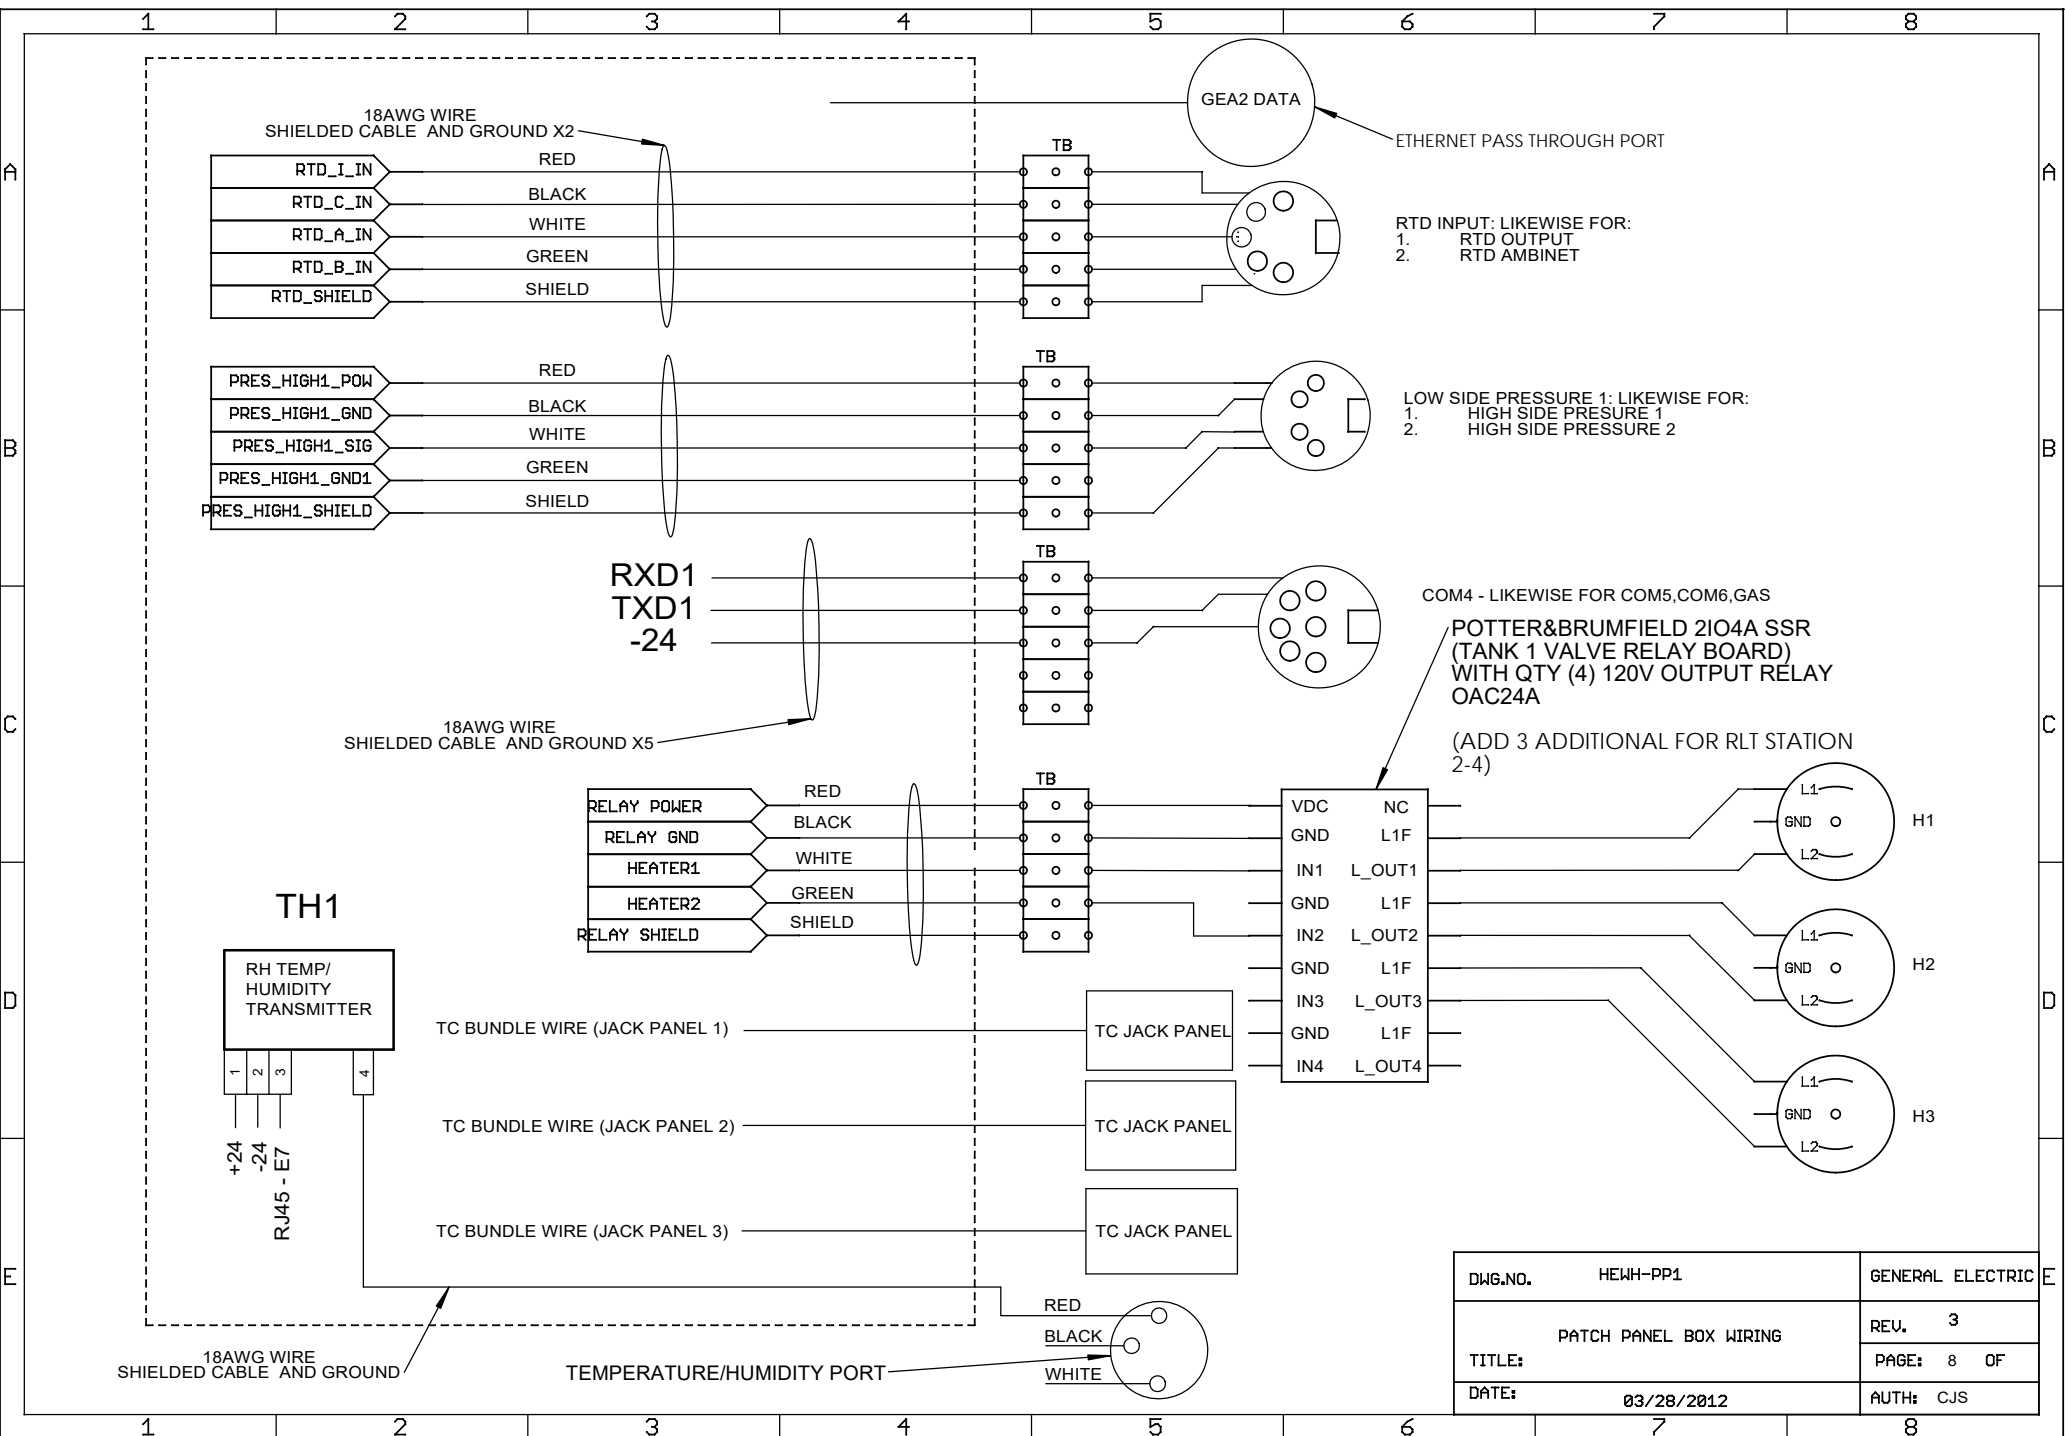 1 2 3 4 5 6 7 8
A A
B B
C C
D D
E E
GEA2 DATA
ETHERNET PASS THROUGH PORT
18AWG WIRE
SHIELDED CABLE AND GROUND X2
TB
RTD_I_IN RED
RTD_C_IN BLACK
RTD_A_IN WHITE
RTD_B_IN GREEN
RTD_SHIELD SHIELD
RTD INPUT: LIKEWISE FOR:
1. RTD OUTPUT
2. RTD AMBINET
TB
PRES_HIGH1_POW RED
PRES_HIGH1_GND BLACK
PRES_HIGH1_SIG WHITE
PRES_HIGH1_GND1 GREEN
PRES_HIGH1_SHIELD SHIELD
LOW SIDE PRESSURE 1: LIKEWISE FOR:
1. HIGH SIDE PRESURE 1
2. HIGH SIDE PRESSURE 2
TB
RXD1
TXD1
-24
18AWG WIRE
SHIELDED CABLE AND GROUND X5
COM4 - LIKEWISE FOR COM5,COM6,GAS
POTTER&BRUMFIELD 2IO4A SSR
(TANK 1 VALVE RELAY BOARD)
WITH QTY (4) 120V OUTPUT RELAY
OAC24A
(ADD 3 ADDITIONAL FOR RLT STATION
2-4)
TB
RELAY POWER RED
RELAY GND BLACK
HEATER1 WHITE
HEATER2 GREEN
RELAY SHIELD SHIELD
VDC NC
GND L1F
IN1 L_OUT1
GND L1F
IN2 L_OUT2
GND L1F
IN3 L_OUT3
GND L1F
IN4 L_OUT4
L1
GND H1
L2
L1
GND H2
L2
L1
GND H3
L2
TH1
RH TEMP/
HUMIDITY
TRANSMITTER
1 2 3 4
+24
-24
RJ45 - E7
TC BUNDLE WIRE (JACK PANEL 1) TC JACK PANEL
TC BUNDLE WIRE (JACK PANEL 2) TC JACK PANEL
TC BUNDLE WIRE (JACK PANEL 3) TC JACK PANEL
18AWG WIRE
SHIELDED CABLE AND GROUND
RED
BLACK
WHITE
TEMPERATURE/HUMIDITY PORT
DWG.NO. HEWH-PP1 GENERAL ELECTRIC
PATCH PANEL BOX WIRING
TITLE:
REV. 3
PAGE: 8 OF
DATE: 03/28/2012 AUTH: CJS
1 2 3 4 5 6 7 8